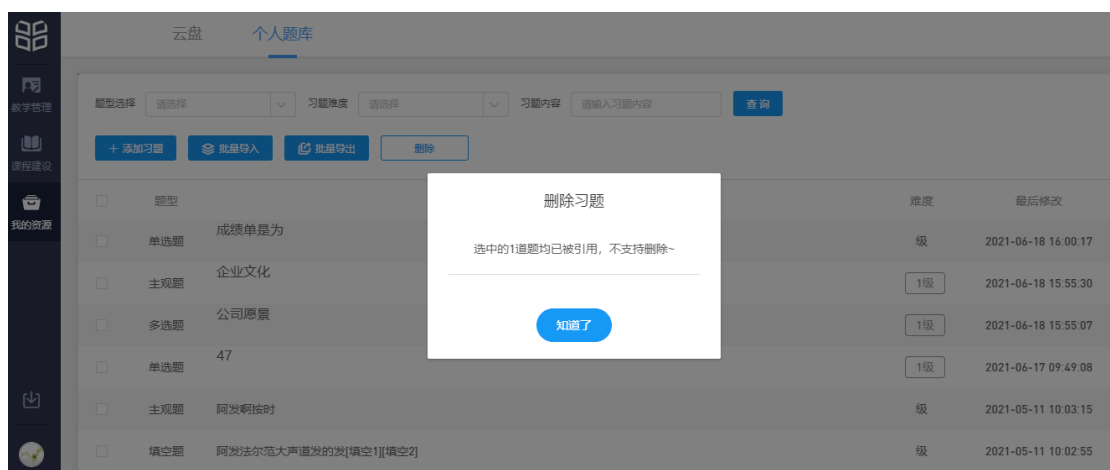 云盘 个人题库
教学管理
题型选择 请选择 习题难度 请选择 习题内容 请输入习题内容 查询
+ 添加习题 批量导入 批量导出 删除
课程建设
我的资源
删除习题
选中的1道题均已被引用，不支持删除~
知道了
题型 难度 最后修改
单选题 成绩单是为 级 2021-06-18 16:00:17
主观题 企业文化 1级 2021-06-18 15:55:30
多选题 公司愿景 1级 2021-06-18 15:55:07
单选题 47 1级 2021-06-17 09:49:08
主观题 阿发啊按时 级 2021-05-11 10:03:15
填空题 阿发法尔范大声道发的发[填空1][填空2] 级 2021-05-11 10:02:55